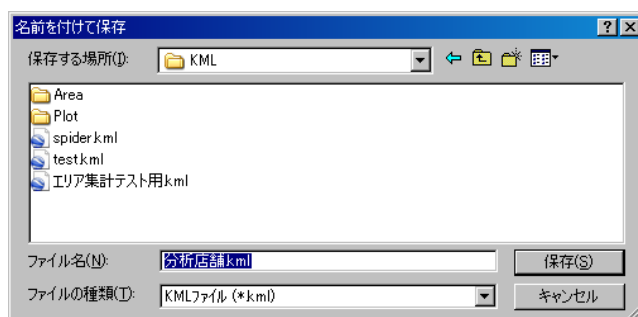 名前を付けて保存
保存する場所(I): KML
Area
Plot
spider.kml
test.kml
エリア集計テスト用.kml
ファイル名(N): 分析店舗.kml 保存(S)
ファイルの種類(T): KMLファイル (*.kml) キャンセル